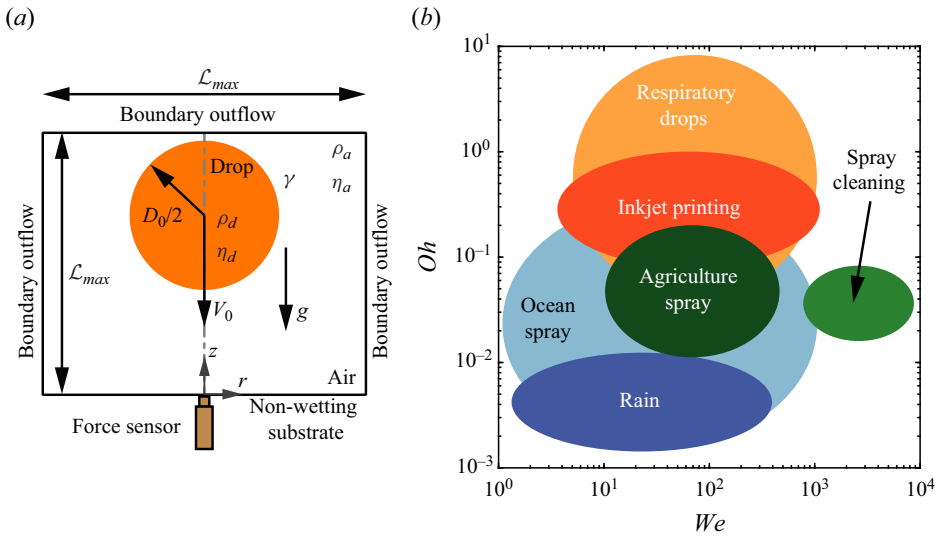 (a)
ℒmax
Boundary outflow
Boundary outflow
ℒmax
Drop
D0/2
ρd
ηd
γ
ρa
ηa
V0
g
z
r
Air
Boundary outflow
Force sensor
Non-wetting
substrate
(b)
10^1
10^0
10^–1
10^–2
10^–3
Oh
Respiratory
drops
Inkjet printing
Spray
cleaning
Agriculture
spray
Ocean
spray
Rain
10^0
10^1
10^2
10^3
10^4
We